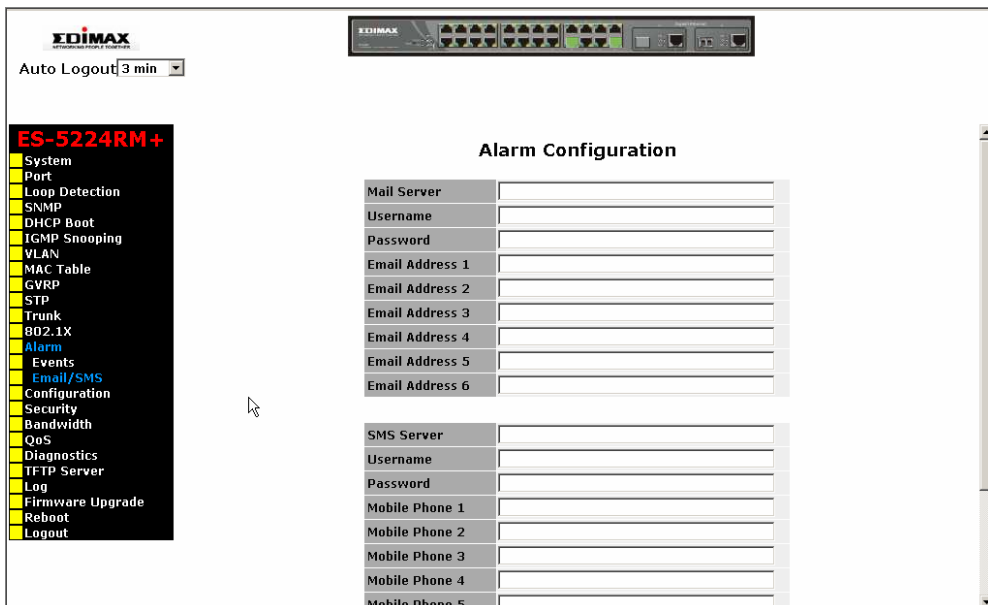 EDIMAX
NETWORKING PEOPLE TOGETHER
EDIMAX
Auto Logout 3 min
ES-5224RM+
System
Port
Loop Detection
SNMP
DHCP Boot
IGMP Snooping
VLAN
MAC Table
GVRP
STP
Trunk
802.1X
Alarm
Events
Email/SMS
Configuration
Security
Bandwidth
QoS
Diagnostics
TFTP Server
Log
Firmware Upgrade
Reboot
Logout
Alarm Configuration
Mail Server
Username
Password
Email Address 1
Email Address 2
Email Address 3
Email Address 4
Email Address 5
Email Address 6
SMS Server
Username
Password
Mobile Phone 1
Mobile Phone 2
Mobile Phone 3
Mobile Phone 4
Mobile Phone 5